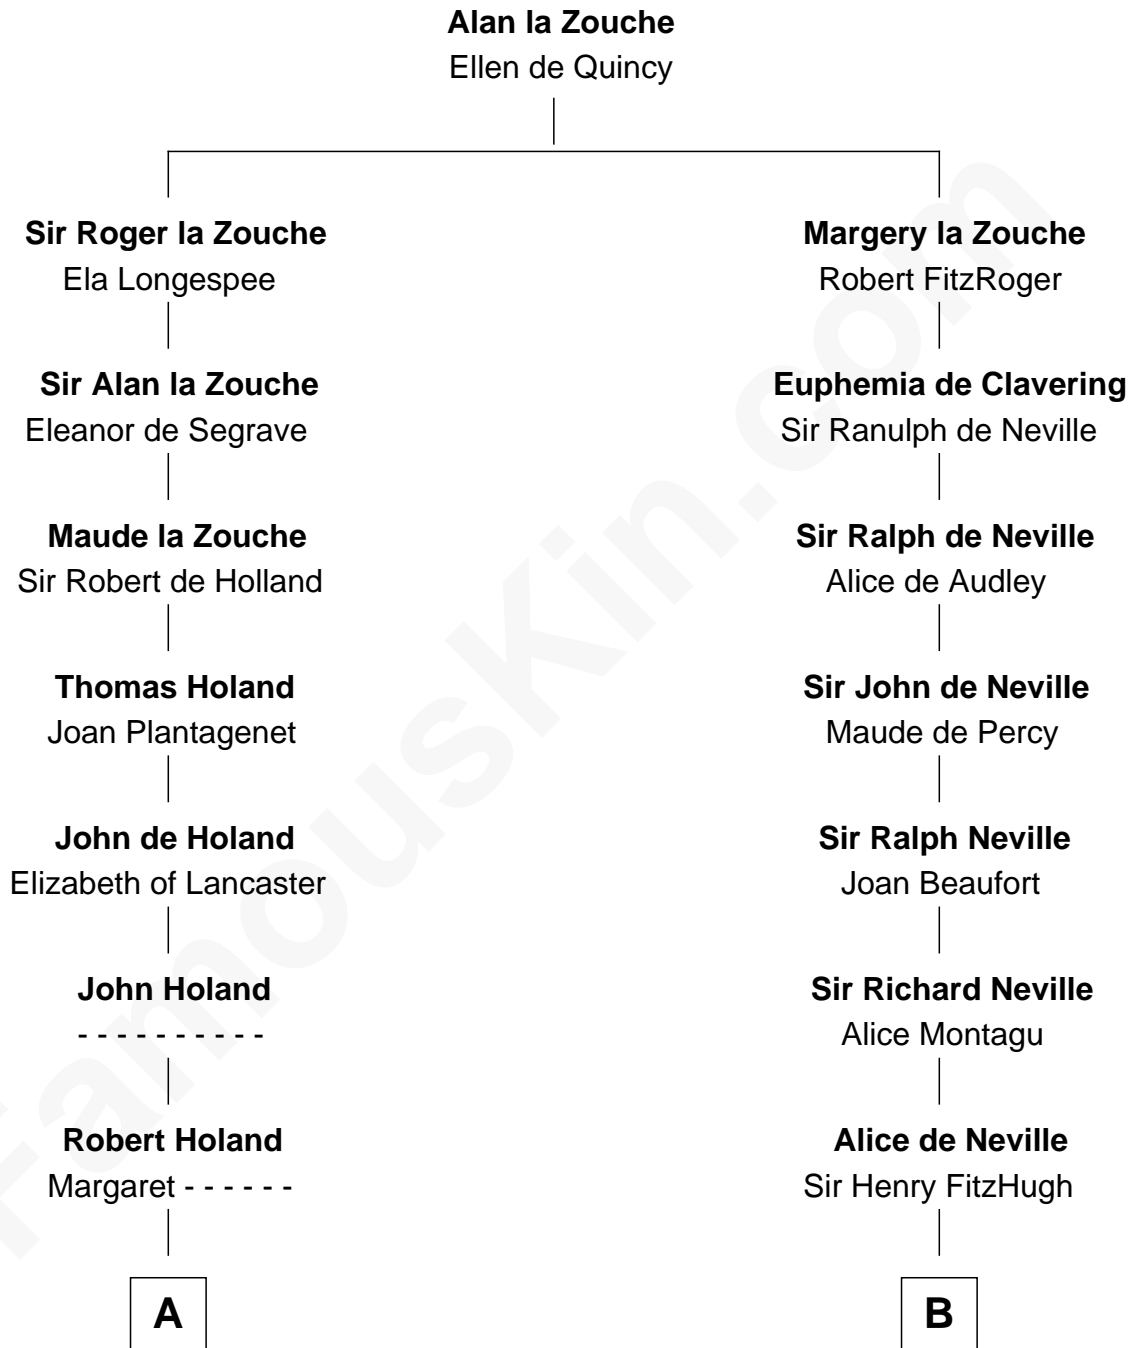 Alan la Zouche
Ellen de Quincy
Sir Roger la Zouche
Ela Longespee
Sir Alan la Zouche
Eleanor de Segrave
Maude la Zouche
Sir Robert de Holland
Thomas Holand
Joan Plantagenet
John de Holand
Elizabeth of Lancaster
John Holand
- - - - - - - - - -
Robert Holand
Margaret - - - - - -
A
Margery la Zouche
Robert FitzRoger
Euphemia de Clavering
Sir Ranulph de Neville
Sir Ralph de Neville
Alice de Audley
Sir John de Neville
Maude de Percy
Sir Ralph Neville
Joan Beaufort
Sir Richard Neville
Alice Montagu
Alice de Neville
Sir Henry FitzHugh
B
FamousKin.com